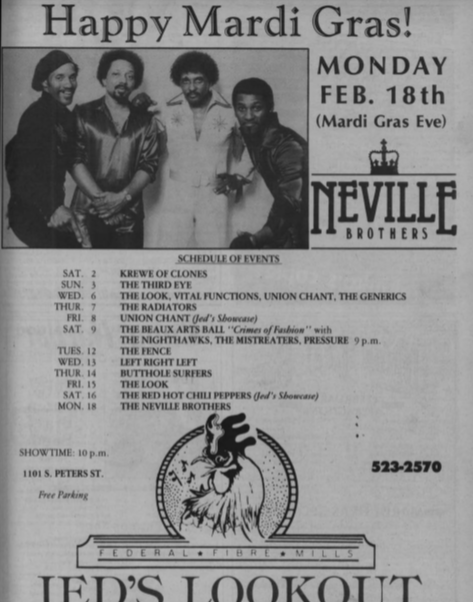 Happy Mardi Gras!
MONDAY
FEB. 18th
(Mardi Gras Eve)
NEVILLE
BROTHERS
SCHEDULE OF EVENTS
SAT. 2 KREWE OF CLONES
SUN. 3 THE THIRD EYE
WED. 6 THE LOOK, VITAL FUNCTIONS, UNION CHANT, THE GENERICS
THUR. 7 THE RADIATORS
FRI. 8 UNION CHANT (Jed's Showcase)
SAT. 9 THE BEAUX ARTS BALL "Crimes of Fashion" with
THE NIGHTHAWKS, THE MISTREATERS, PRESSURE 9 p.m.
TUES. 12 THE FENCE
WED. 13 LEFT RIGHT LEFT
THUR. 14 BUTTHOLE SURFERS
FRI. 15 THE LOOK
SAT. 16 THE RED HOT CHILI PEPPERS (Jed's Showcase)
MON. 18 THE NEVILLE BROTHERS
SHOWTIME: 10 p.m.
1101 S. PETERS ST.
Free Parking
523-2570
FEDERAL • FIBRE • MILLS
JED'S LOOKOUT